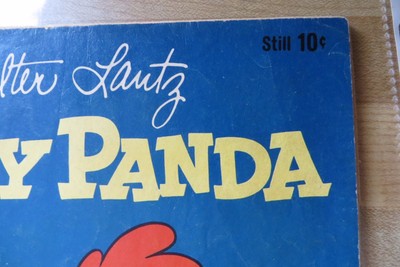 Still 10¢
lter Lantz
Y PANDA